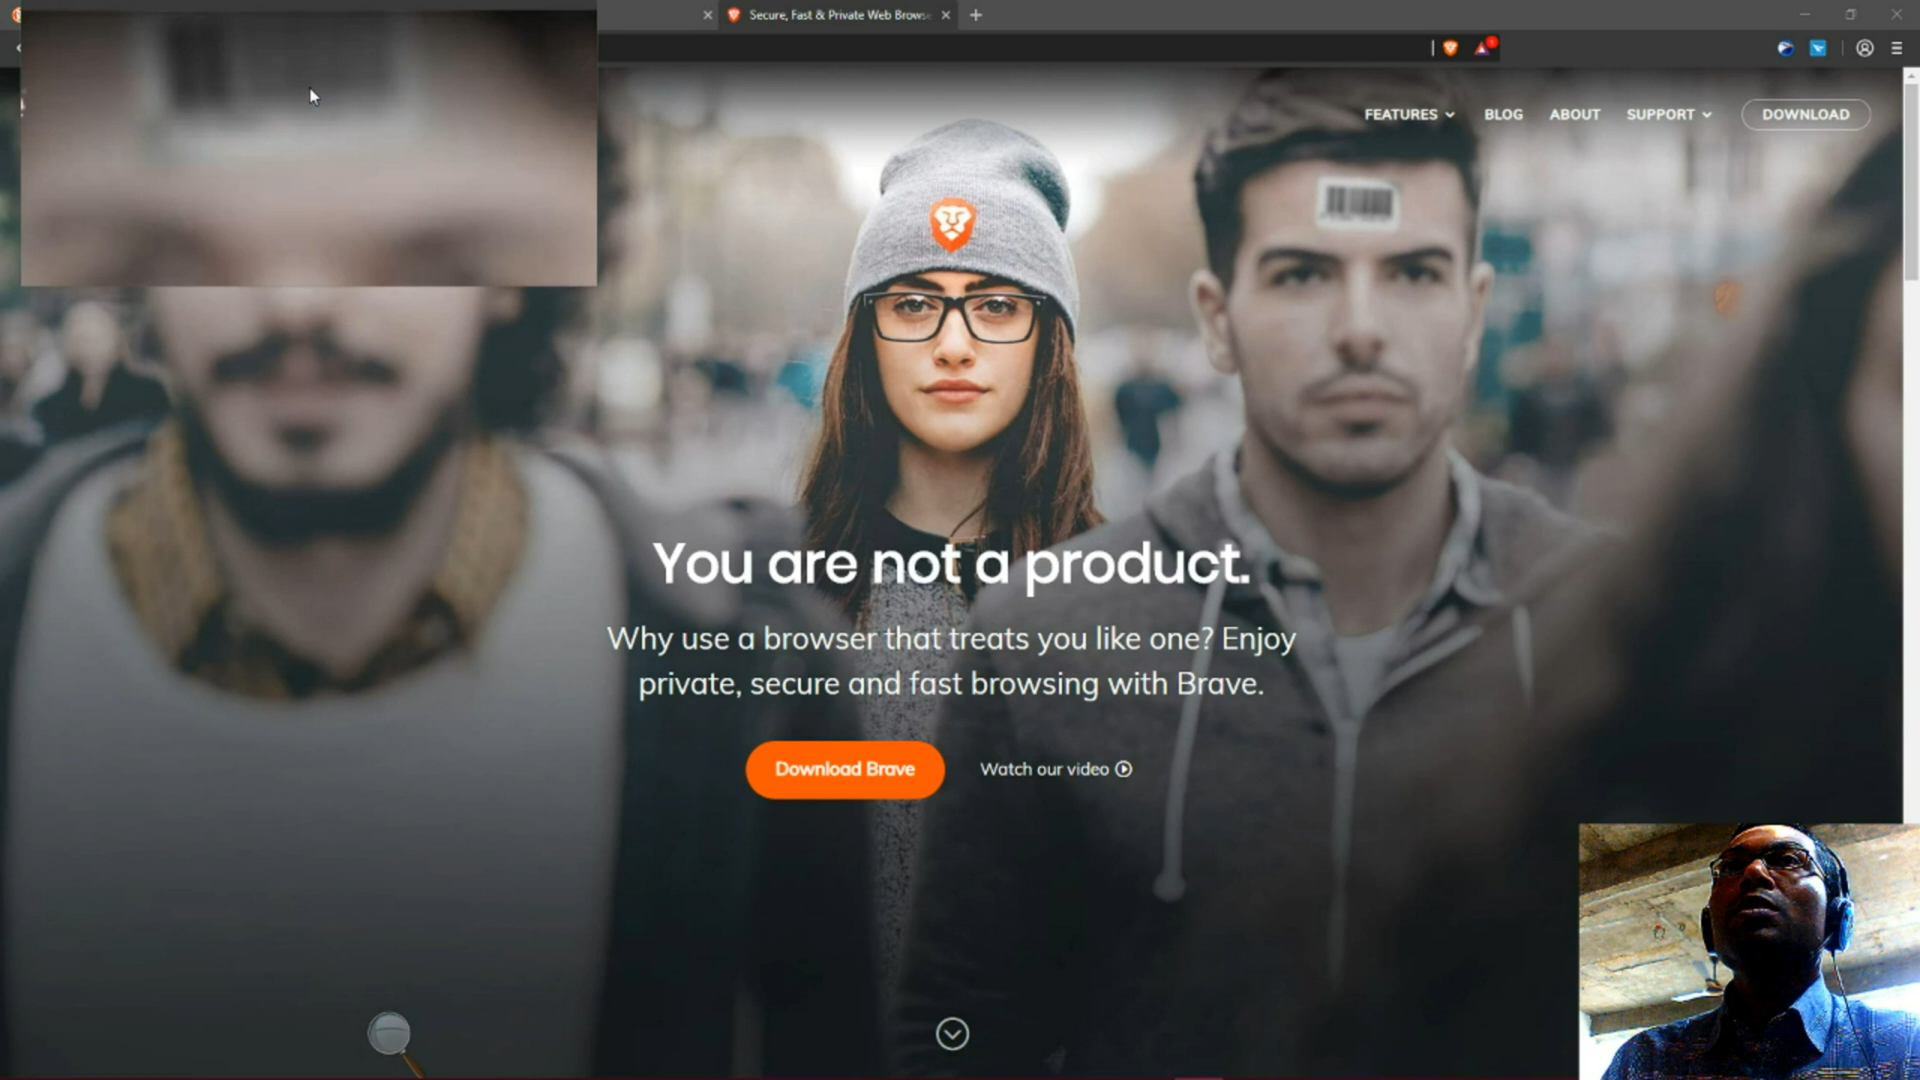 Secure, Fast & Private Web Brows
FEATURES
BLOG
ABOUT
SUPPORT
DOWNLOAD
You are not a product.
Why use a browser that treats you like one? Enjoy
private, secure and fast browsing with Brave.
Download Brave
Watch our video